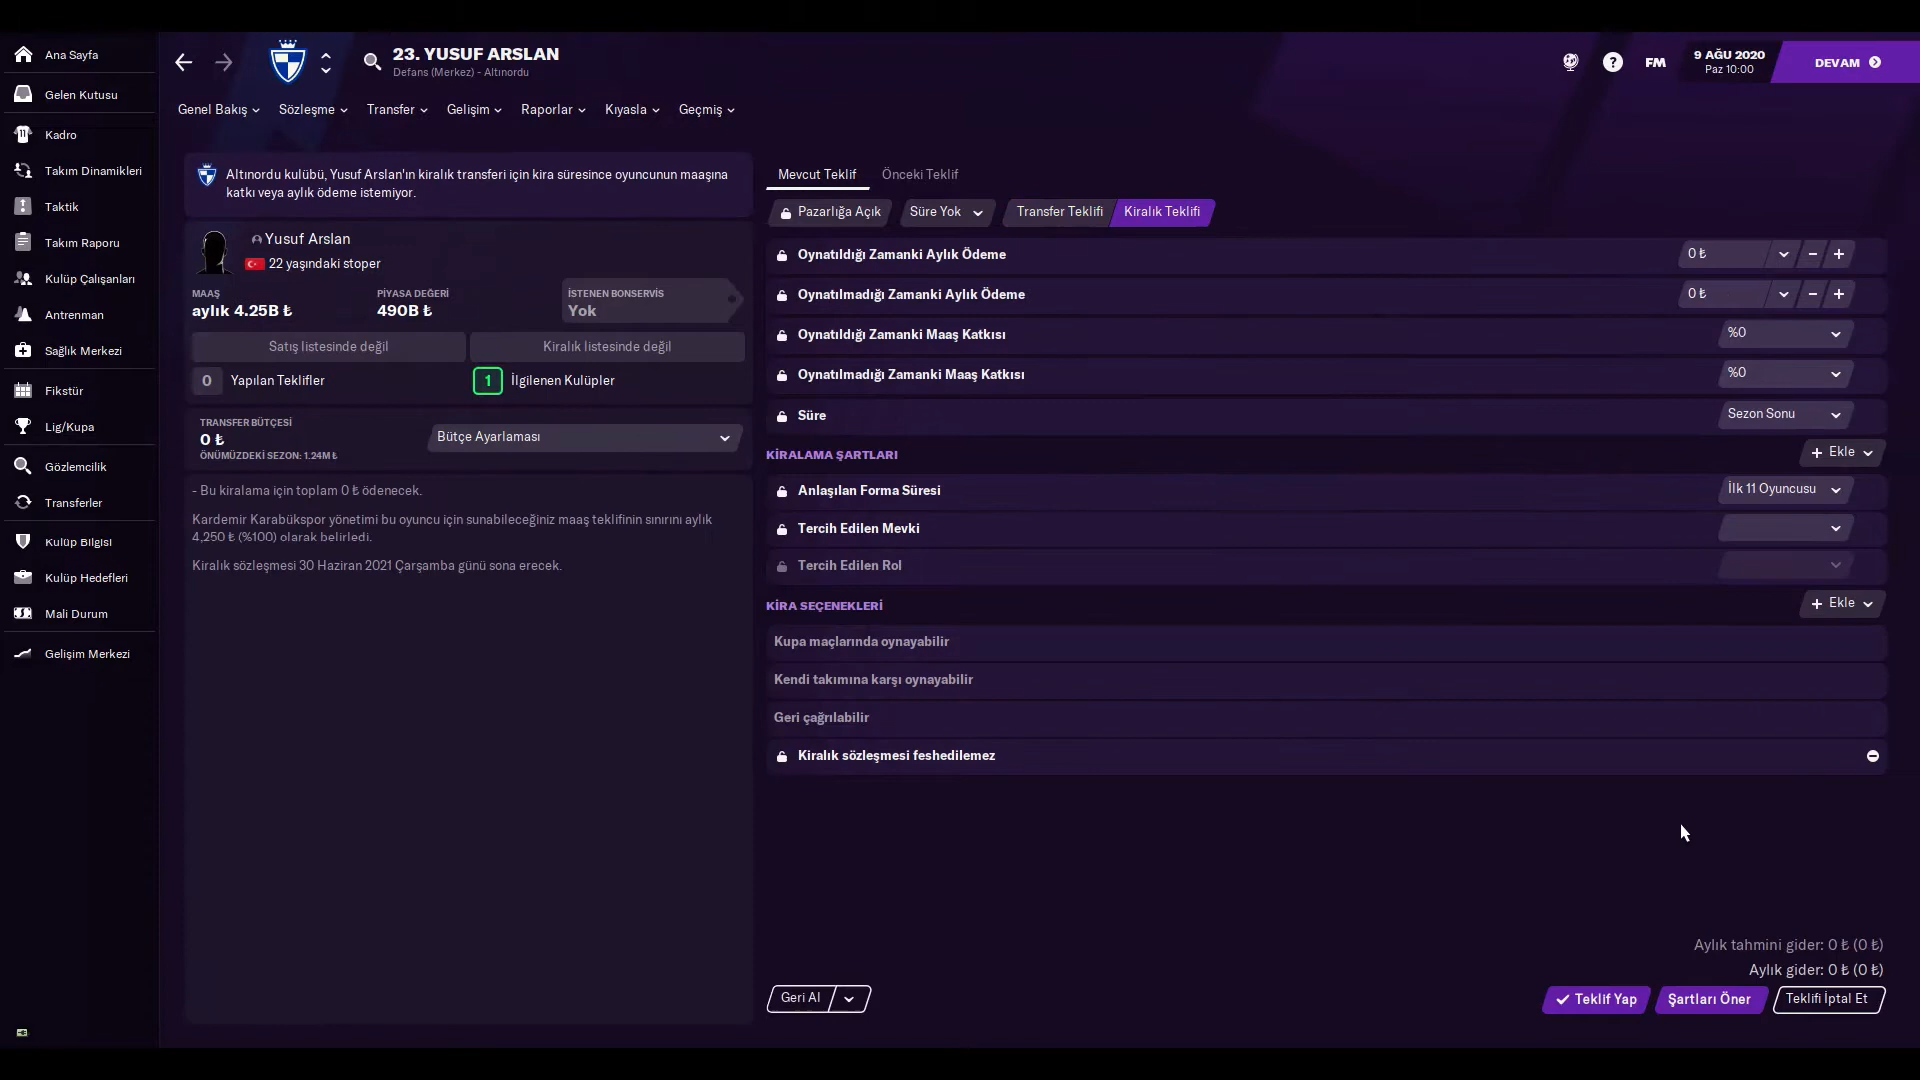 Ana Sayfa
Gelen Kutusu
Kadro
Takım Dinamikleri
Taktik
Takım Raporu
Kulüp Çalışanları
Antrenman
Sağlık Merkezi
Fikstür
Lig/Kupa
Gözlemcilik
Transferler
Kulüp Bilgisi
Kulüp Hedefleri
Mali Durum
Gelişim Merkezi
23. YUSUF ARSLAN
Defans (Merkez) - Altınordu
FM
9 AĞU 2020
Paz 10:00
DEVAM
Genel Bakış
Sözleşme
Transfer
Gelişim
Raporlar
Kıyasla
Geçmiş
Altınordu kulübü, Yusuf Arslan'ın kiralık transferi için kira süresince oyuncunun maaşına
katkı veya aylık ödeme istemiyor.
Yusuf Arslan
22 yaşındaki stoper
MAAŞ
aylık 4.25B ₺
PİYASA DEĞERİ
490B ₺
İSTENEN BONSERVİS
Yok
Satış listesinde değil
Kiralık listesinde değil
0 Yapılan Teklifler
1 İlgilenen Kulüpler
TRANSFER BÜTÇESİ
0 ₺
ÖNÜMÜZDEKİ SEZON: 1.24M ₺
Bütçe Ayarlaması
- Bu kiralama için toplam 0 ₺ ödenecek.
Kardemir Karabükspor yönetimi bu oyuncu için sunabileceğiniz maaş teklifinin sınırını aylık
4,250 ₺ (%100) olarak belirledi.
Kiralık sözleşmesi 30 Haziran 2021 Çarşamba günü sona erecek.
Mevcut Teklif
Önceki Teklif
Pazarlığa Açık
Süre Yok
Transfer Teklifi
Kiralık Teklifi
Oynatıldığı Zamanki Aylık Ödeme
0 ₺
Oynatılmadığı Zamanki Aylık Ödeme
0 ₺
Oynatıldığı Zamanki Maaş Katkısı
%0
Oynatılmadığı Zamanki Maaş Katkısı
%0
Süre
Sezon Sonu
KİRALAMA ŞARTLARI
+ Ekle
Anlaşılan Forma Süresi
İlk 11 Oyuncusu
Tercih Edilen Mevki
Tercih Edilen Rol
KİRA SEÇENEKLERİ
+ Ekle
Kupa maçlarında oynayabilir
Kendi takımına karşı oynayabilir
Geri çağrılabilir
Kiralık sözleşmesi feshedilemez
Aylık tahmini gider: 0 ₺ (0 ₺)
Aylık gider: 0 ₺ (0 ₺)
Geri Al
Teklif Yap
Şartları Öner
Teklifi İptal Et